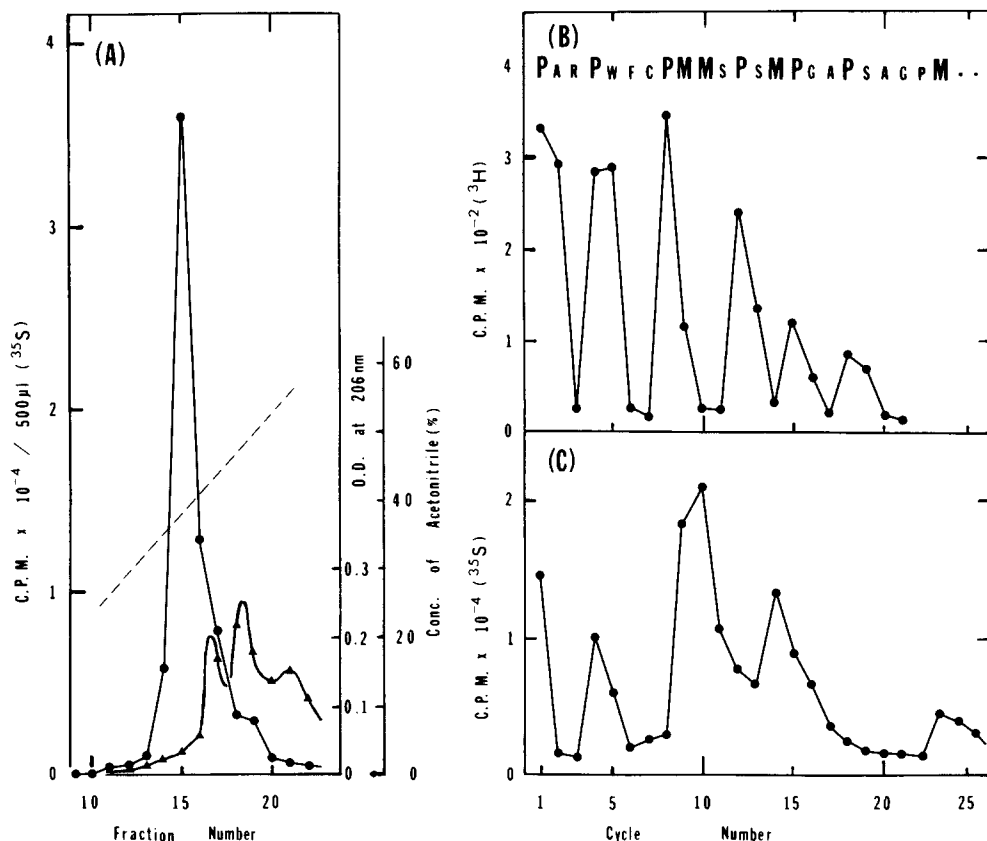 (A)
4
3
2
1
0
C.P.M. x 10⁻⁴ / 500µl (³⁵S)
10 15 20
Fraction Number
0.3
0.2
0.1
0
O.D. at 206nm
60
40
20
0
Conc. of Acetonitrile (%)
(B)
PARPWFCPMMSPSMPGAPSAGPM··
4
3
2
1
0
C.P.M. x 10⁻² (³H)
(C)
2
1
0
C.P.M. x 10⁻⁴ (³⁵S)
1 5 10 15 20 25
Cycle Number